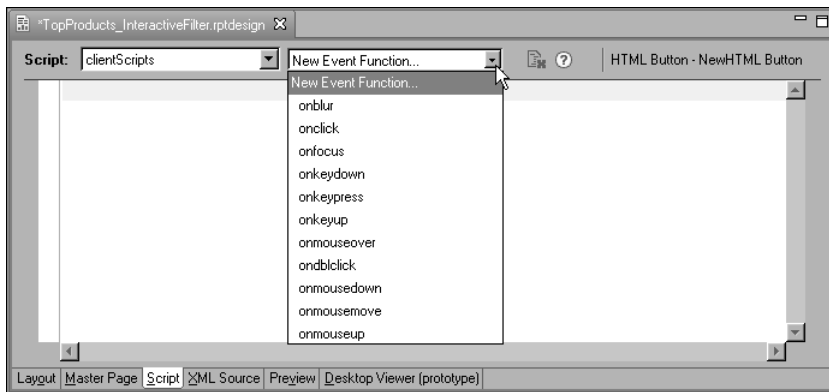 *TopProducts_InteractiveFilter.rptdesign
Script: clientScripts New Event Function... HTML Button - NewHTML Button
New Event Function...
onblur
onclick
onfocus
onkeydown
onkeypress
onkeyup
onmouseover
ondblclick
onmousedown
onmousemove
onmouseup
Layout Master Page Script XML Source Preview Desktop Viewer (prototype)